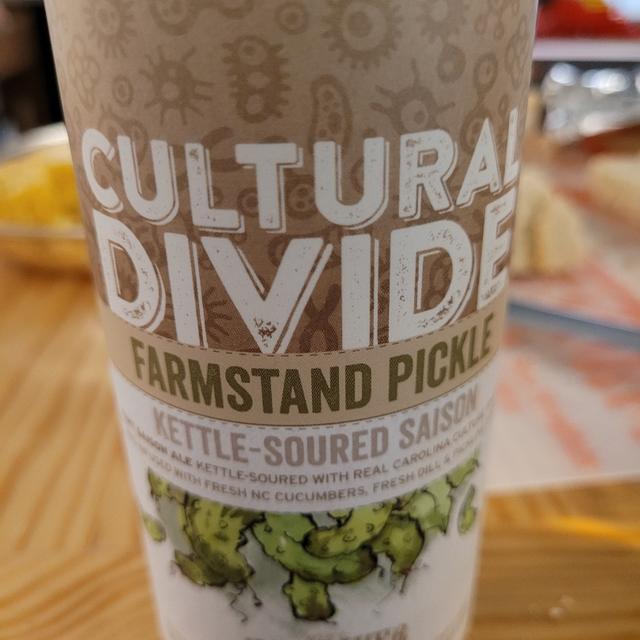 CULTURAL
DIVIDE
FARMSTAND PICKLE
KETTLE-SOURED SAISON
ALE KETTLE-SOURED WITH REAL CAROLINA
WITH FRESH NC CUCUMBERS, FRESH DILL &